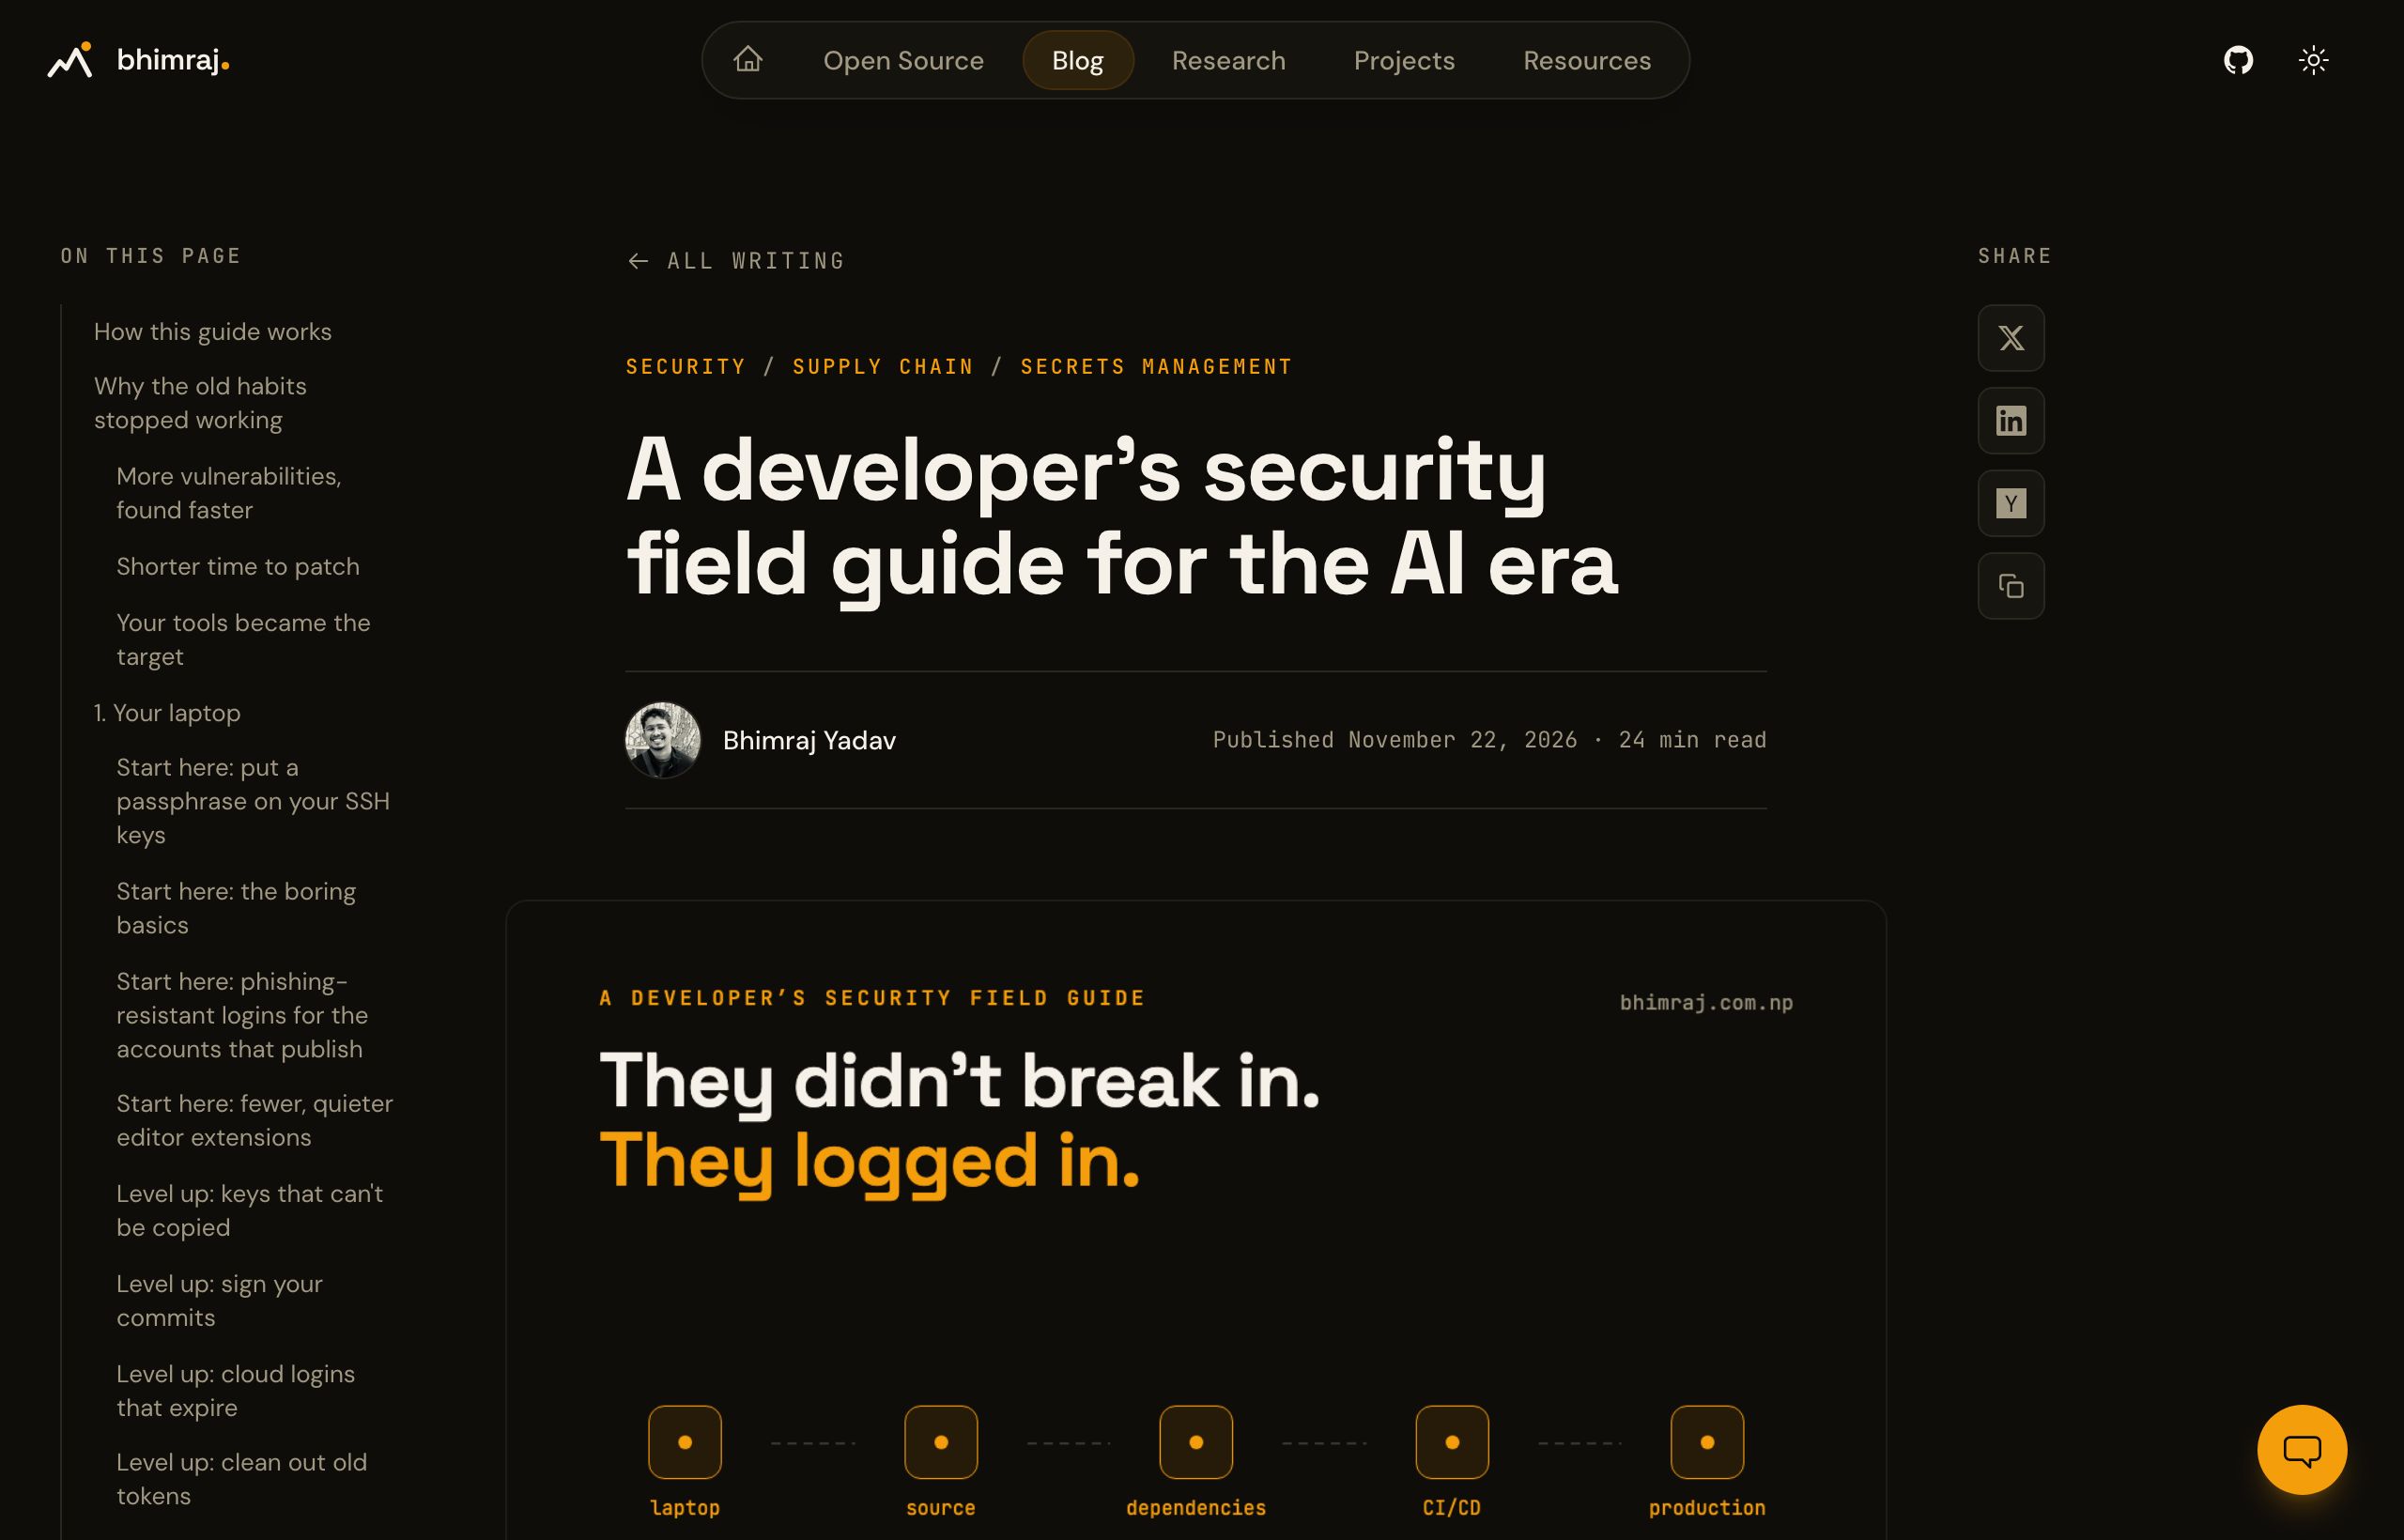 bhimraj.
Open Source
Blog
Research
Projects
Resources
ON THIS PAGE
How this guide works
Why the old habits
stopped working
More vulnerabilities,
found faster
Shorter time to patch
Your tools became the
target
1. Your laptop
Start here: put a
passphrase on your SSH
keys
Start here: the boring
basics
Start here: phishing-
resistant logins for the
accounts that publish
Start here: fewer, quieter
editor extensions
Level up: keys that can't
be copied
Level up: sign your
commits
Level up: cloud logins
that expire
Level up: clean out old
tokens
← ALL WRITING
SECURITY / SUPPLY CHAIN / SECRETS MANAGEMENT
A developer’s security
field guide for the AI era
Bhimraj Yadav
Published November 22, 2026 · 24 min read
A DEVELOPER’S SECURITY FIELD GUIDE
bhimraj.com.np
They didn’t break in.
They logged in.
laptop
source
dependencies
CI/CD
production
SHARE
X
in
Y